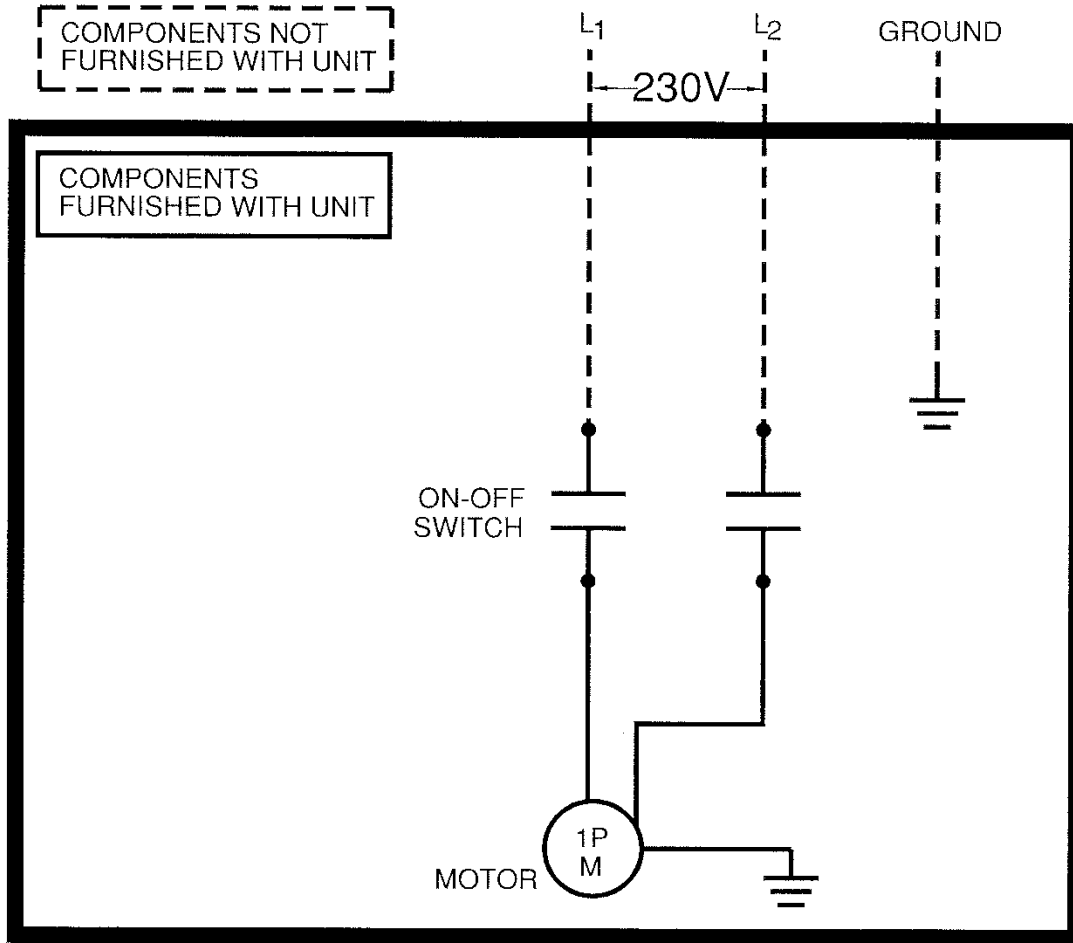 COMPONENTS NOT
FURNISHED WITH UNIT
L1
L2
GROUND
230V
COMPONENTS
FURNISHED WITH UNIT
ON-OFF
SWITCH
1P
M
MOTOR